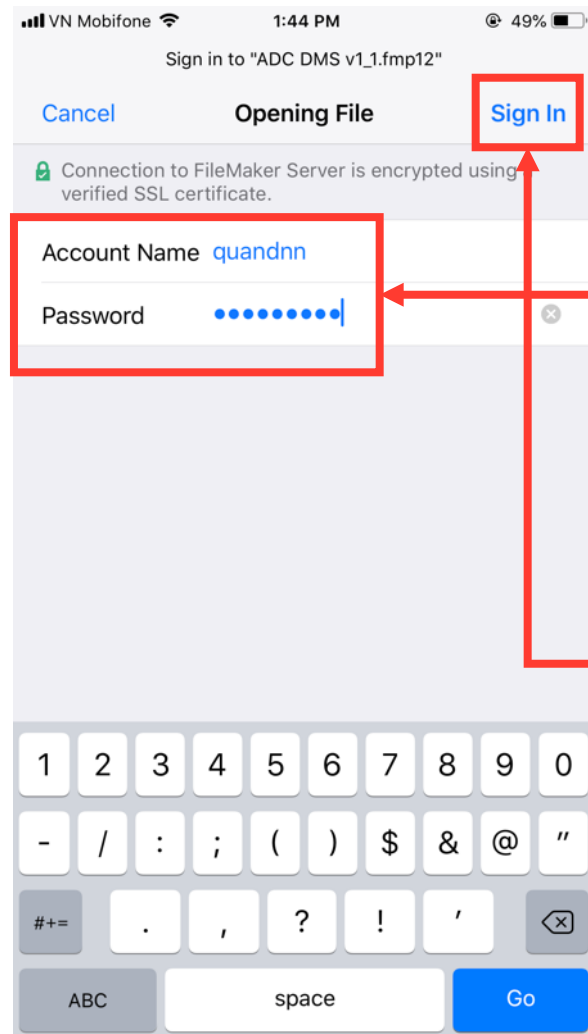 VN Mobifone 1:44 PM 49%
Sign in to "ADC DMS v1_1.fmp12"
Cancel Opening File Sign In
Connection to FileMaker Server is encrypted using
verified SSL certificate.
Account Name quandnn
Password •••••••••
1 2 3 4 5 6 7 8 9 0
- / : ; ( ) $ & @ "
#+= . , ? ! '
ABC space Go